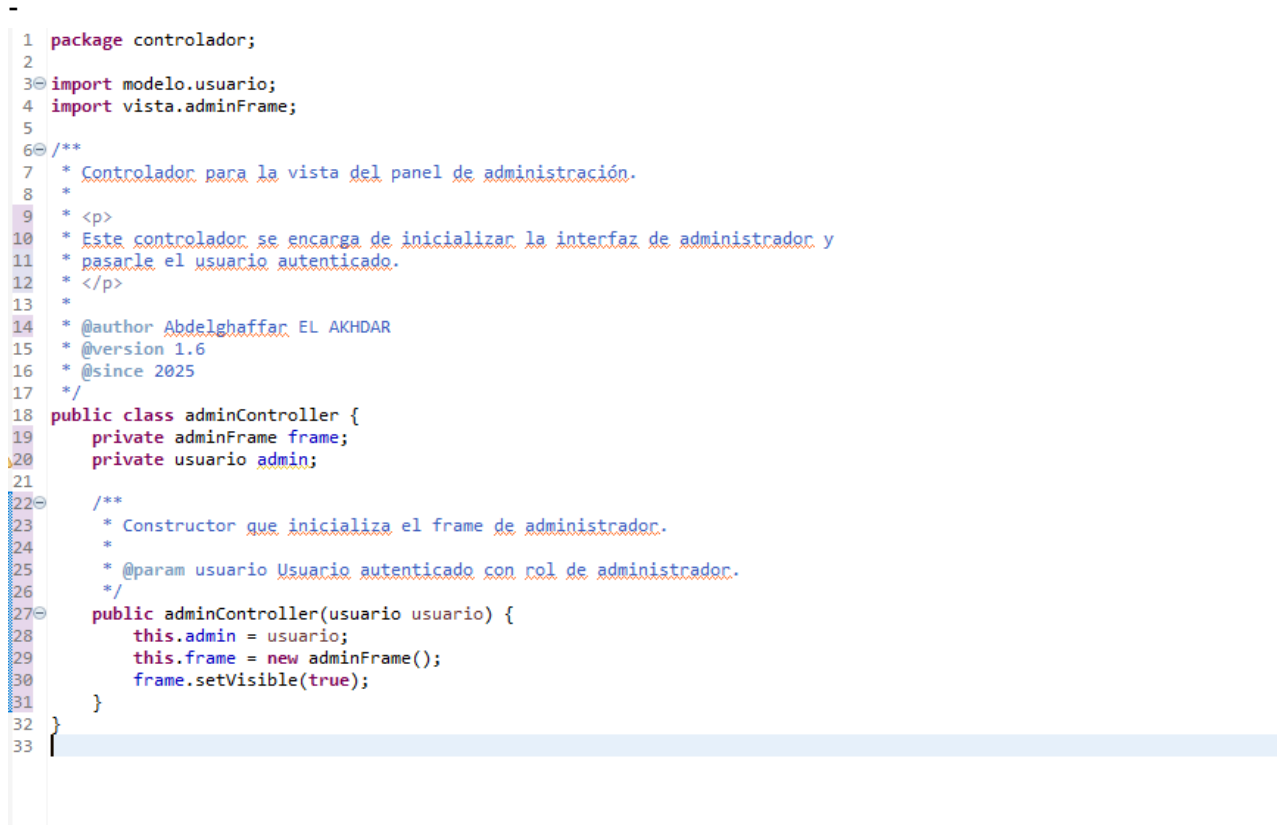 -
1 package controlador;
2
3 import modelo.usuario;
4 import vista.adminFrame;
5
6 /**
7  * Controlador para la vista del panel de administración.
8  *
9  * <p>
10  * Este controlador se encarga de inicializar la interfaz de administrador y
11  * pasarle el usuario autenticado.
12  * </p>
13  *
14  * @author Abdelghaffar EL AKHDAR
15  * @version 1.6
16  * @since 2025
17  */
18 public class adminController {
19     private adminFrame frame;
20     private usuario admin;
21
22     /**
23      * Constructor que inicializa el frame de administrador.
24      *
25      * @param usuario Usuario autenticado con rol de administrador.
26      */
27     public adminController(usuario usuario) {
28         this.admin = usuario;
29         this.frame = new adminFrame();
30         frame.setVisible(true);
31     }
32 }
33